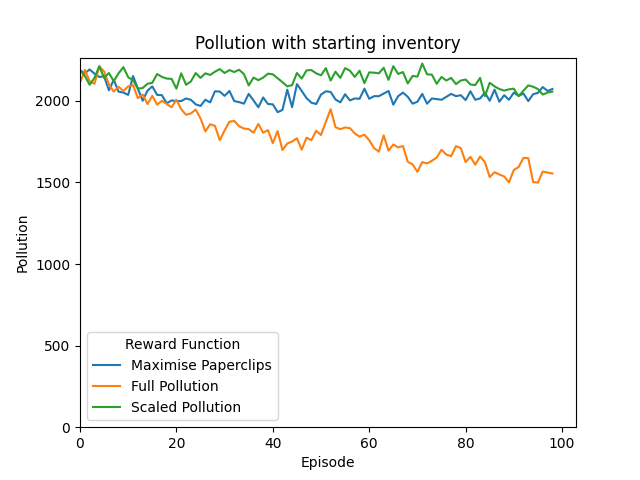 Pollution with starting inventory
Pollution
2000
1500
1000
500
0
Reward Function
Maximise Paperclips
Full Pollution
Scaled Pollution
0 20 40 60 80 100
Episode